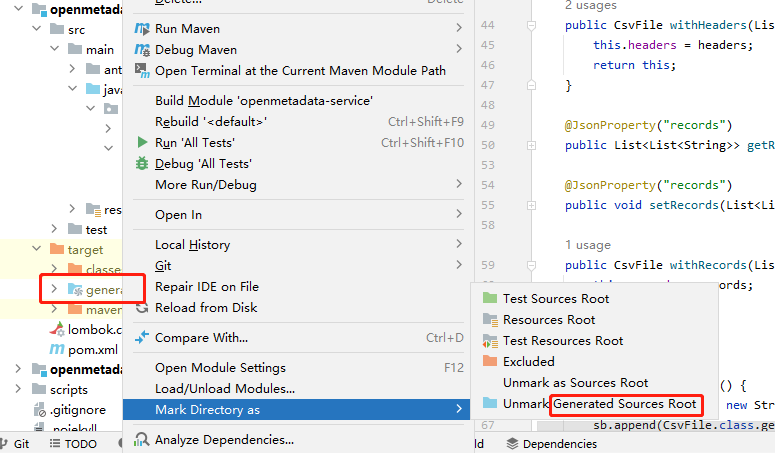 openmetada
src
main
ant
java
res
test
target
classe
genera
maven
lombok.c
pom.xml
openmetada
scripts
.gitignore
.nojekyll
Git
TODO
Delete...
Run Maven
Debug Maven
Open Terminal at the Current Maven Module Path
Build Module 'openmetadata-service'
Rebuild '<default>' Ctrl+Shift+F9
Run 'All Tests' Ctrl+Shift+F10
Debug 'All Tests'
More Run/Debug
Open In
Local History
Git
Repair IDE on File
Reload from Disk
Compare With... Ctrl+D
Open Module Settings F12
Load/Unload Modules...
Mark Directory as
Analyze Dependencies...
Test Sources Root
Resources Root
Test Resources Root
Excluded
Unmark as Sources Root
Unmark Generated Sources Root
2 usages
44 public CsvFile withHeaders(Lis
45 this.headers = headers;
46 return this;
47 }
48
49 @JsonProperty("records")
50 public List<List<String>> getR
53
54 @JsonProperty("records")
55 public void setRecords(List<Li
58
1 usage
59 public CsvFile withRecords(Lis
ords;
() {
new Str
67 sb.append(CsvFile.class.ge
ld
Dependencies